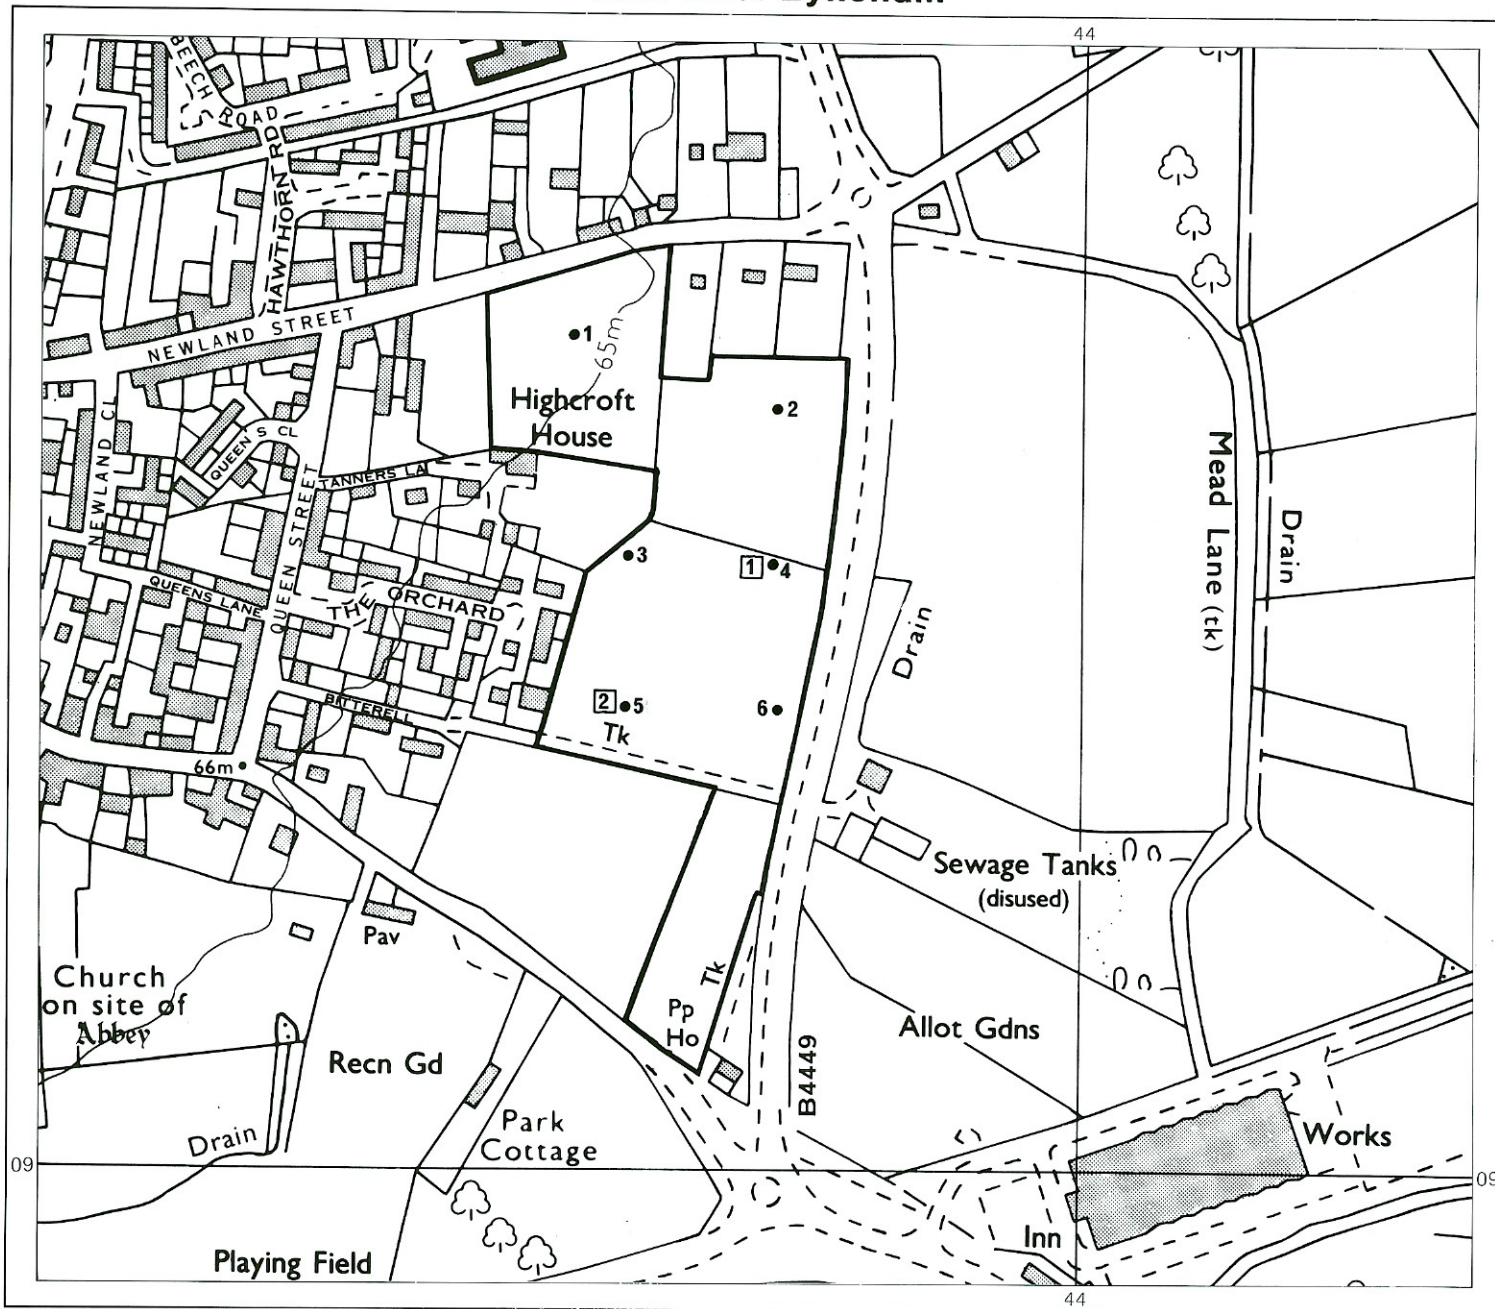 44
BEECH
ROAD
HAWTHORN RD
NEWLAND STREET
1
65m
Highcroft
House
2
NEWLAND CL
QUEEN S CL
TANNERS LA
QUEEN STREET
3
1 4
QUEENS LANE
THE ORCHARD
Mead Lane (tk)
Drain
Drain
2 5
6
Tk
BITTERELL
66m
Sewage Tanks
(disused)
Pav
Church
on site of
Abbey
Tk
Pp
Ho
Allot Gdns
Recn Gd
B4449
Drain
Park
Cottage
Works
09
09
Inn
Playing Field
44